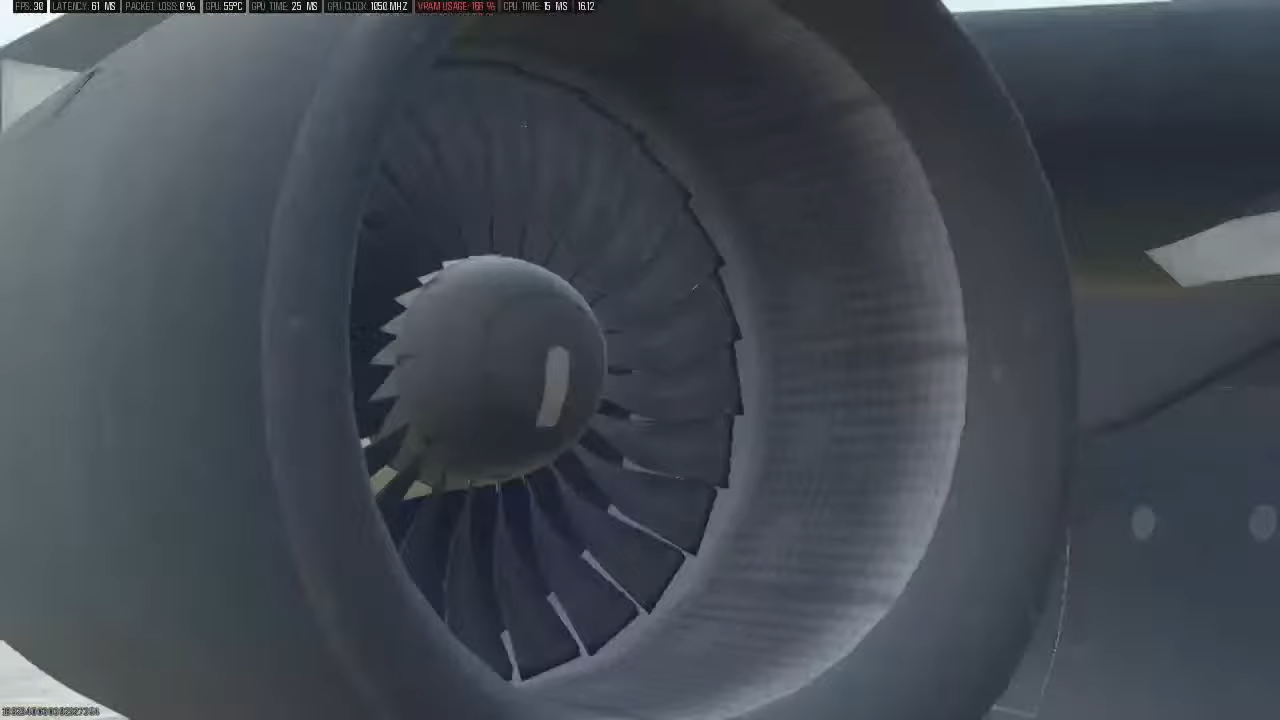 FPS: 30 LATENCY: 61 MS PACKET LOSS: 0 % GPU: 55°C GPU TIME: 25 MS GPU CLOCK: 1050 MHZ VRAM USAGE: 166 % CPU TIME: 15 MS 16:12